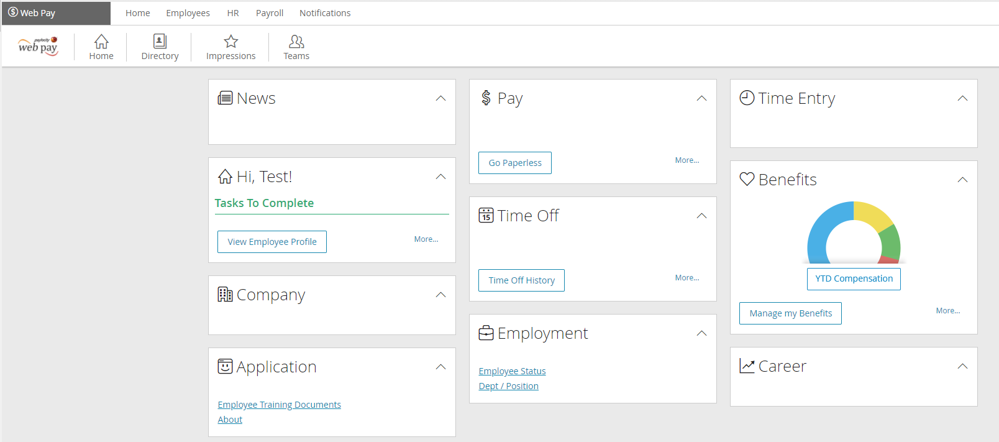 Web Pay
Home Employees HR Payroll Notifications
paylocity
web pay
Home Directory Impressions Teams
News
Hi, Test!
Tasks To Complete
View Employee Profile More...
Company
Application
Employee Training Documents
About
Pay
Go Paperless More...
Time Off
15
Time Off History More...
Employment
Employee Status
Dept / Position
Time Entry
Benefits
YTD Compensation
Manage my Benefits More...
Career